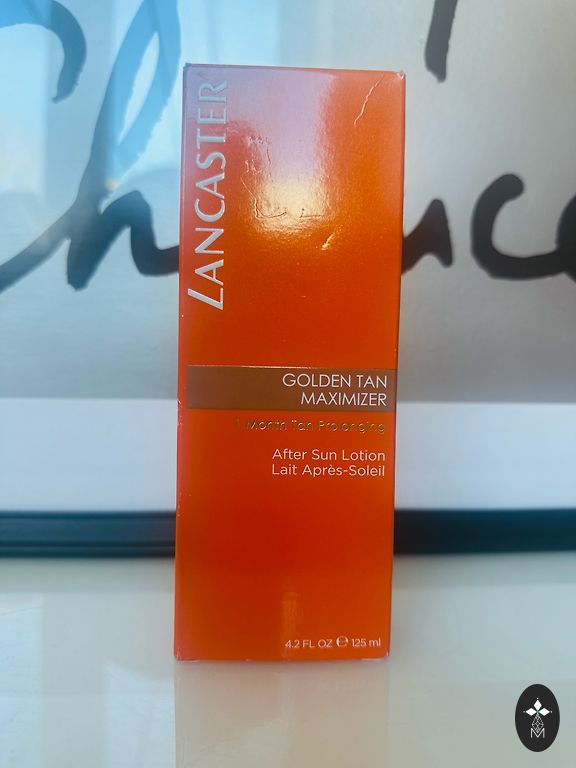 LANCASTER
GOLDEN TAN
MAXIMIZER
1 Month Tan Prolonging
After Sun Lotion
Lait Après-Soleil
4.2 FL OZ ℮ 125 ml
M